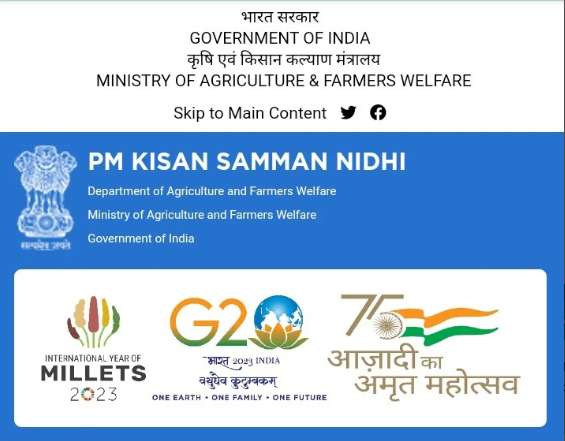 भारत सरकार
GOVERNMENT OF INDIA
कृषि एवं किसान कल्याण मंत्रालय
MINISTRY OF AGRICULTURE & FARMERS WELFARE
Skip to Main Content
PM KISAN SAMMAN NIDHI
Department of Agriculture and Farmers Welfare
Ministry of Agriculture and Farmers Welfare
Government of India
सत्यमेव जयते
INTERNATIONAL YEAR OF
MILLETS
2023
G20
भारत 2023 INDIA
वसुधैव कुटुम्बकम्
ONE EARTH • ONE FAMILY • ONE FUTURE
75
आज़ादी का
अमृत महोत्सव